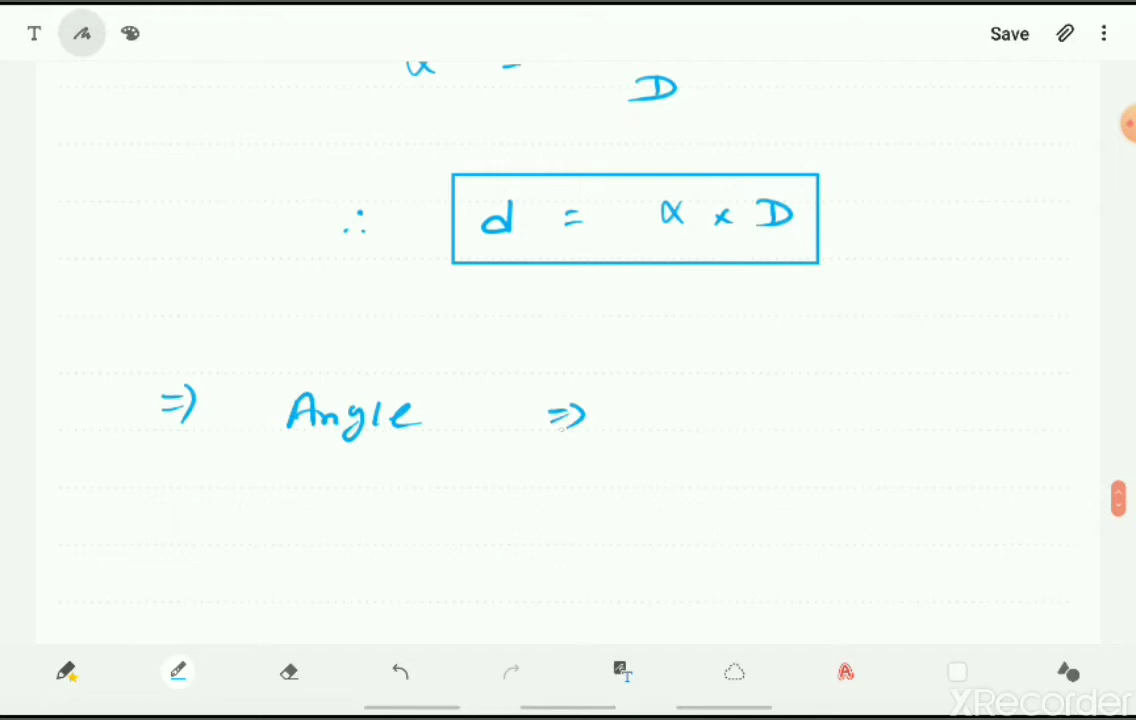 T Save
α =
D
∴ d = α × D
⇒ Angle ⇒
T A
XRecorder